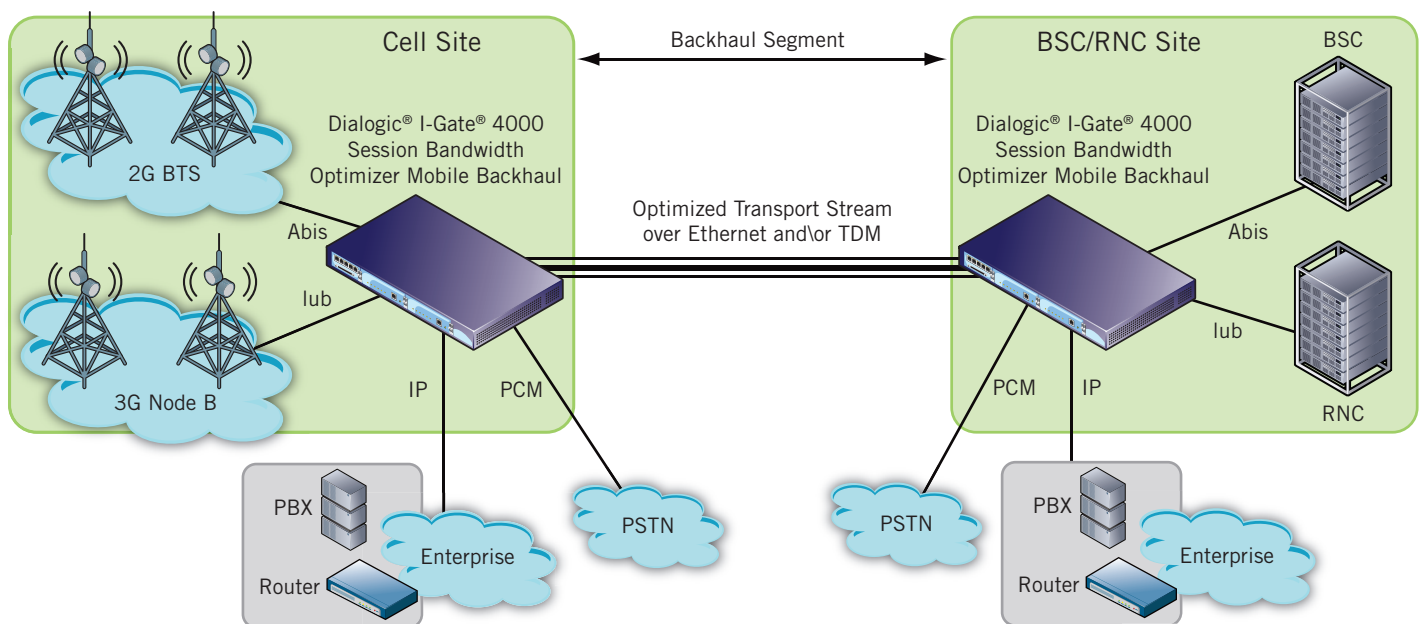 Cell Site
Backhaul Segment
BSC/RNC Site
BSC
Dialogic® I-Gate® 4000
Session Bandwidth
Optimizer Mobile Backhaul
Dialogic® I-Gate® 4000
Session Bandwidth
Optimizer Mobile Backhaul
2G BTS
Optimized Transport Stream
over Ethernet and\or TDM
Abis
Abis
Iub
Iub
3G Node B
IP
PCM
PCM
IP
RNC
PBX
Enterprise
Router
PSTN
PSTN
PBX
Enterprise
Router